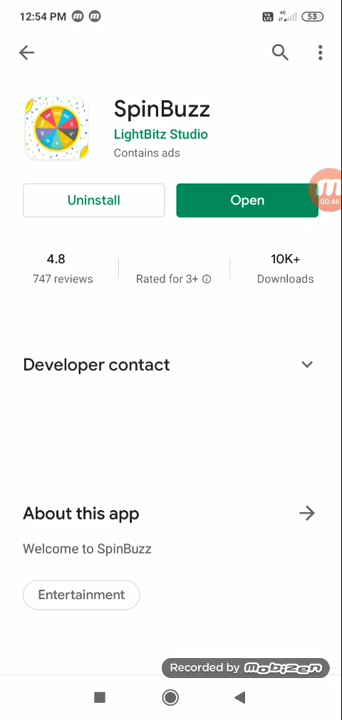 12:54 PM
4G
53
SpinBuzz
LightBitz Studio
Contains ads
Uninstall
Open
00:46
4.8
747 reviews
Rated for 3+
10K+
Downloads
Developer contact
About this app
Welcome to SpinBuzz
Entertainment
Recorded by mobizen